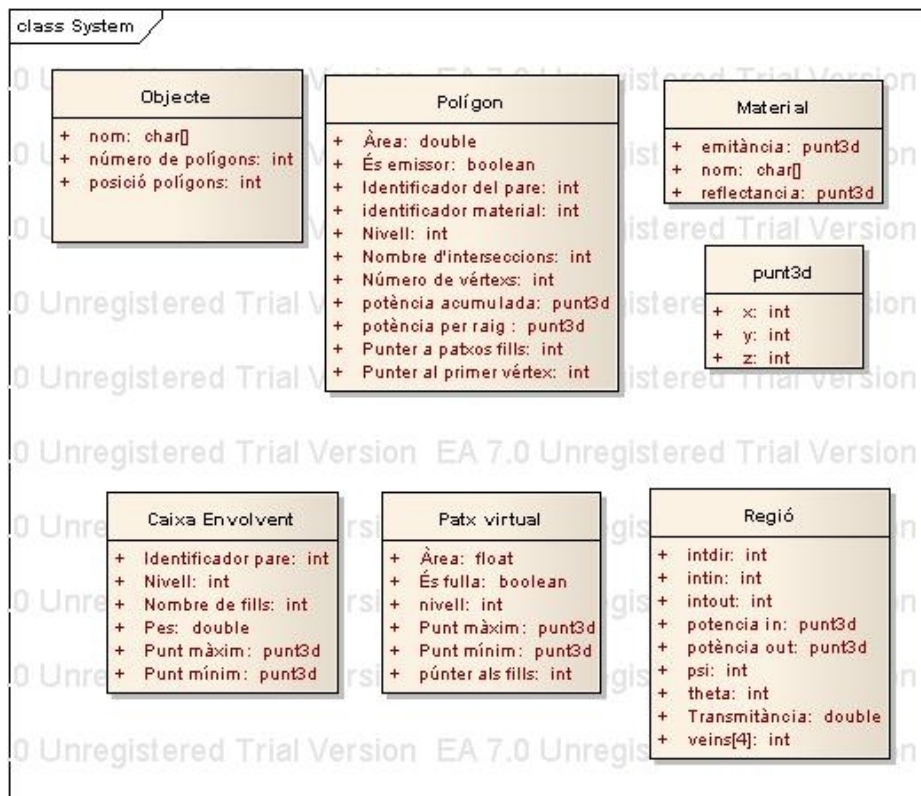 class System
Objecte
+ nom: char[]
+ número de polígons: int
+ posició polígons: int
Polígon
+ Àrea: double
+ És emissor: boolean
+ Identificador del pare: int
+ identificador material: int
+ Nivell: int
+ Nombre d'interseccions: int
+ Número de vértexs: int
+ potència acumulada: punt3d
+ potència per raig : punt3d
+ Punter a patxos fills: int
+ Punter al primer vértex: int
Material
+ emitància: punt3d
+ nom: char[]
+ reflectancia: punt3d
punt3d
+ x: int
+ y: int
+ z: int
Caixa Envolvent
+ Identificador pare: int
+ Nivell: int
+ Nombre de fills: int
+ Pes: double
+ Punt màxim: punt3d
+ Punt mínim: punt3d
Patx virtual
+ Àrea: float
+ És fulla: boolean
+ nivell: int
+ Punt màxim: punt3d
+ Punt mínim: punt3d
+ púnter als fills: int
Regió
+ intdir: int
+ intin: int
+ intout: int
+ potencia in: punt3d
+ potència out: punt3d
+ psi: int
+ theta: int
+ Transmitància: double
+ veins[4]: int
.0 Unregistered Trial Version EA 7.0 Unregistered Trial Version